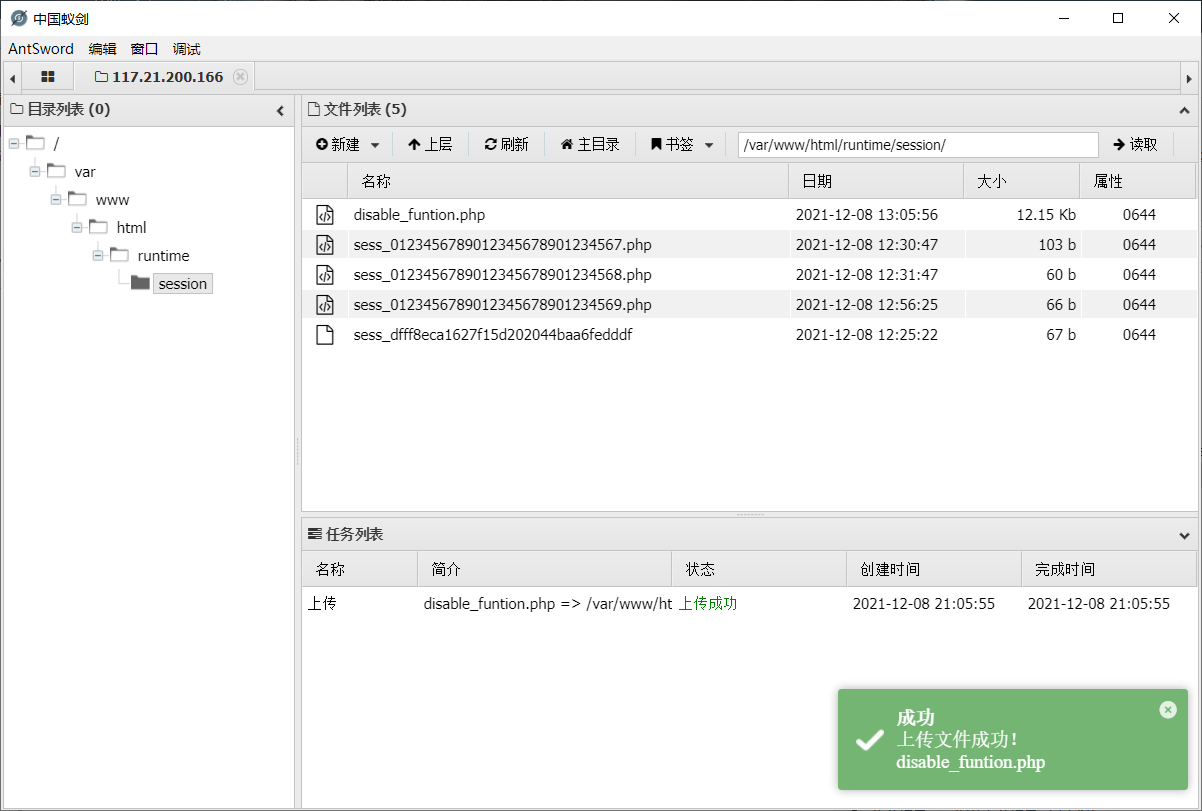 中国蚁剑
AntSword 编辑 窗口 调试
117.21.200.166
目录列表 (0)
/
var
www
html
runtime
session
文件列表 (5)
新建 上层 刷新 主目录 书签 /var/www/html/runtime/session/ 读取
名称 日期 大小 属性
disable_funtion.php 2021-12-08 13:05:56 12.15 Kb 0644
sess_0123456789012345678901234567.php 2021-12-08 12:30:47 103 b 0644
sess_0123456789012345678901234568.php 2021-12-08 12:31:47 60 b 0644
sess_0123456789012345678901234569.php 2021-12-08 12:56:25 66 b 0644
sess_dfff8eca1627f15d202044baa6fedddf 2021-12-08 12:25:22 67 b 0644
任务列表
名称 简介 状态 创建时间 完成时间
上传 disable_funtion.php => /var/www/ht 上传成功 2021-12-08 21:05:55 2021-12-08 21:05:55
成功
上传文件成功!
disable_funtion.php